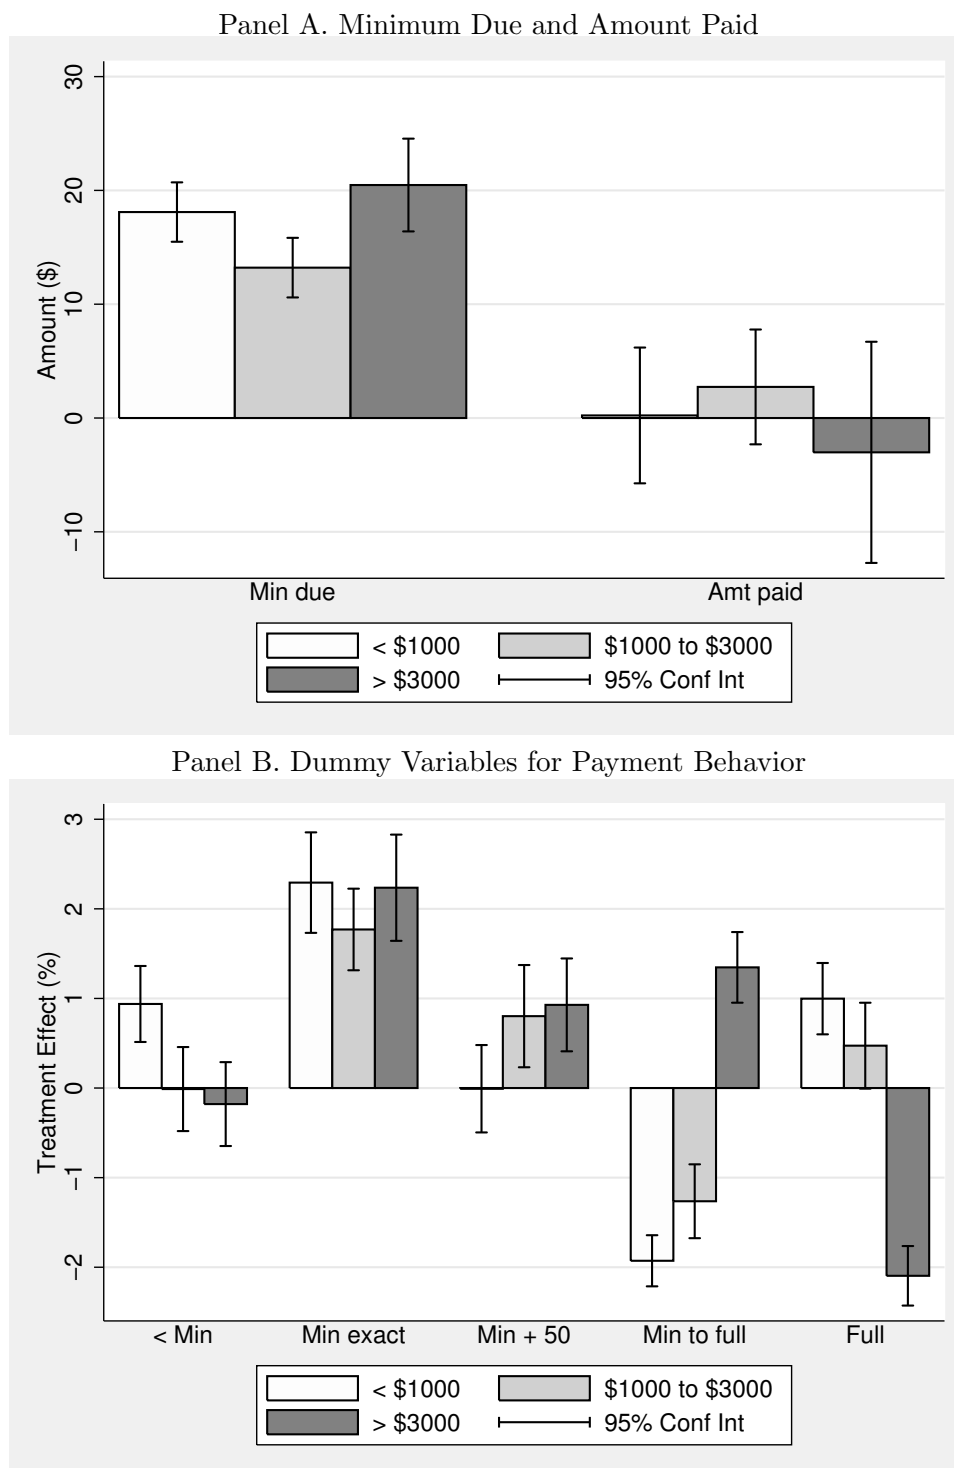 Panel A. Minimum Due and Amount Paid
30
20
10
0
−10
Amount ($)
Min due Amt paid
< $1000 $1000 to $3000
> $3000 95% Conf Int
Panel B. Dummy Variables for Payment Behavior
3
2
1
0
−1
−2
Treatment Effect (%)
< Min Min exact Min + 50 Min to full Full
< $1000 $1000 to $3000
> $3000 95% Conf Int